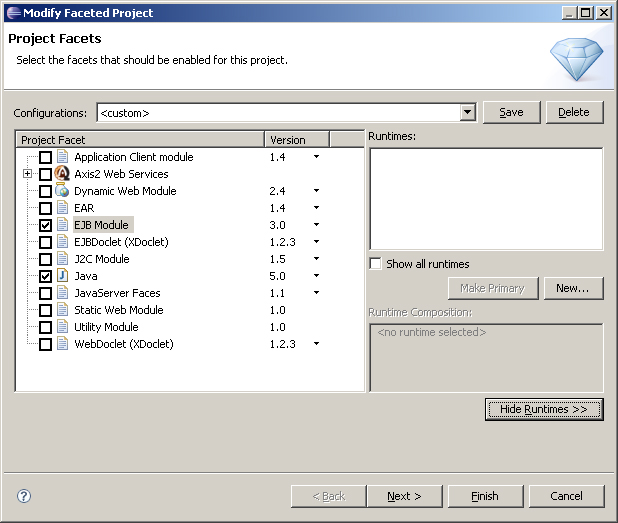 Modify Faceted Project
Project Facets
Select the facets that should be enabled for this project.
Configurations: <custom> Save Delete
Project Facet Version
Application Client module 1.4
Axis2 Web Services
Dynamic Web Module 2.4
EAR 1.4
EJB Module 3.0
EJBDoclet (XDoclet) 1.2.3
J2C Module 1.5
Java 5.0
JavaServer Faces 1.1
Static Web Module 1.0
Utility Module 1.0
WebDoclet (XDoclet) 1.2.3
Runtimes:
Show all runtimes
Make Primary New...
Runtime Composition:
<no runtime selected>
Hide Runtimes >>
? < Back Next > Finish Cancel